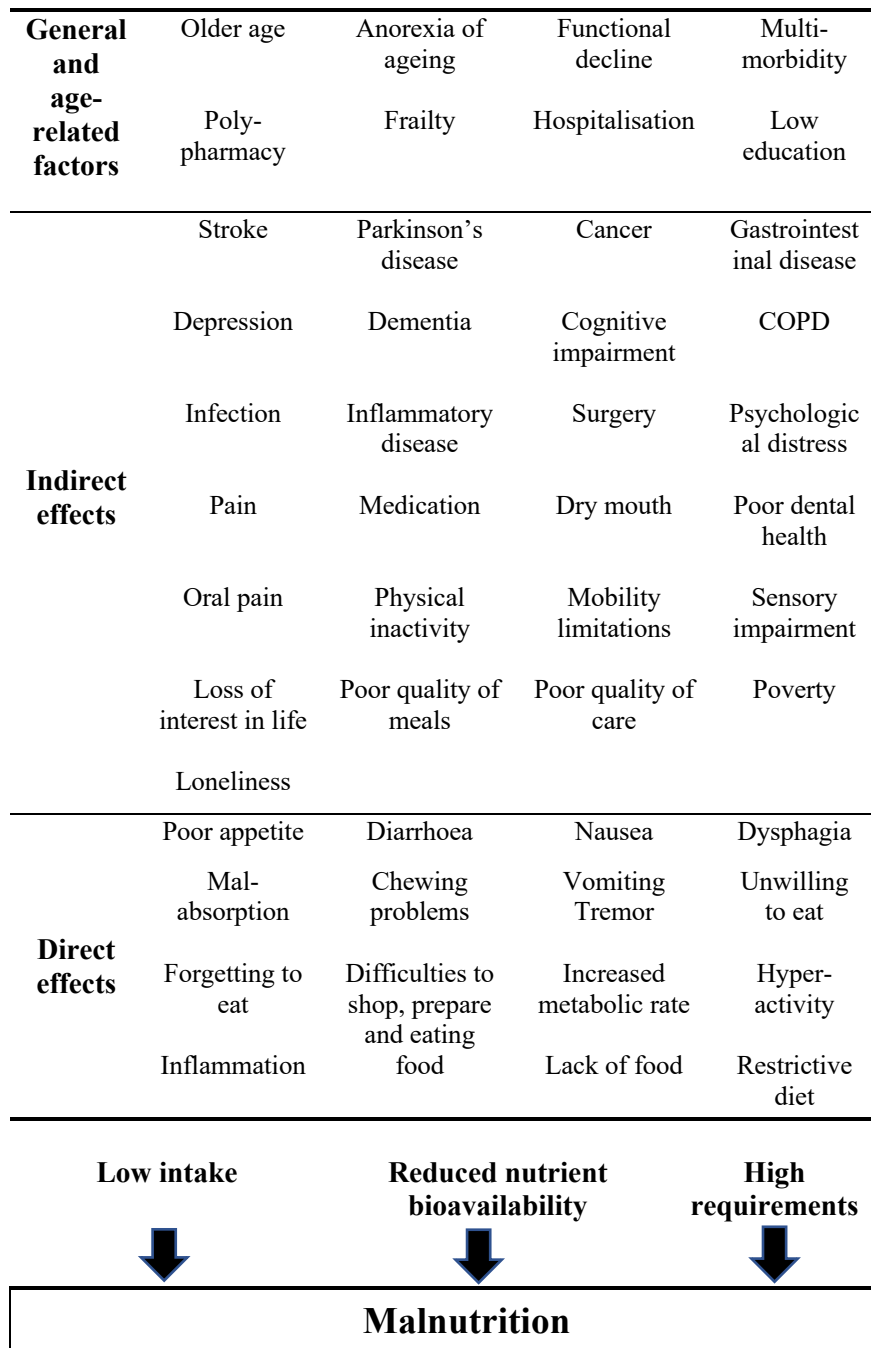 General and age-related factors
Older age Anorexia of Functional Multi-
ageing decline morbidity
Poly- Frailty Hospitalisation Low
pharmacy education
Indirect effects
Stroke Parkinson’s Cancer Gastrointest
disease inal disease
Depression Dementia Cognitive COPD
impairment
Infection Inflammatory Surgery Psychologic
disease al distress
Pain Medication Dry mouth Poor dental
health
Oral pain Physical Mobility Sensory
inactivity limitations impairment
Loss of Poor quality of Poor quality of Poverty
interest in life meals care
Loneliness
Direct effects
Poor appetite Diarrhoea Nausea Dysphagia
Mal- Chewing Vomiting Unwilling
absorption problems Tremor to eat
Forgetting to Difficulties to Increased Hyper-
eat shop, prepare metabolic rate activity
and eating
Inflammation food Lack of food Restrictive
diet
Low intake Reduced nutrient High
bioavailability requirements
Malnutrition